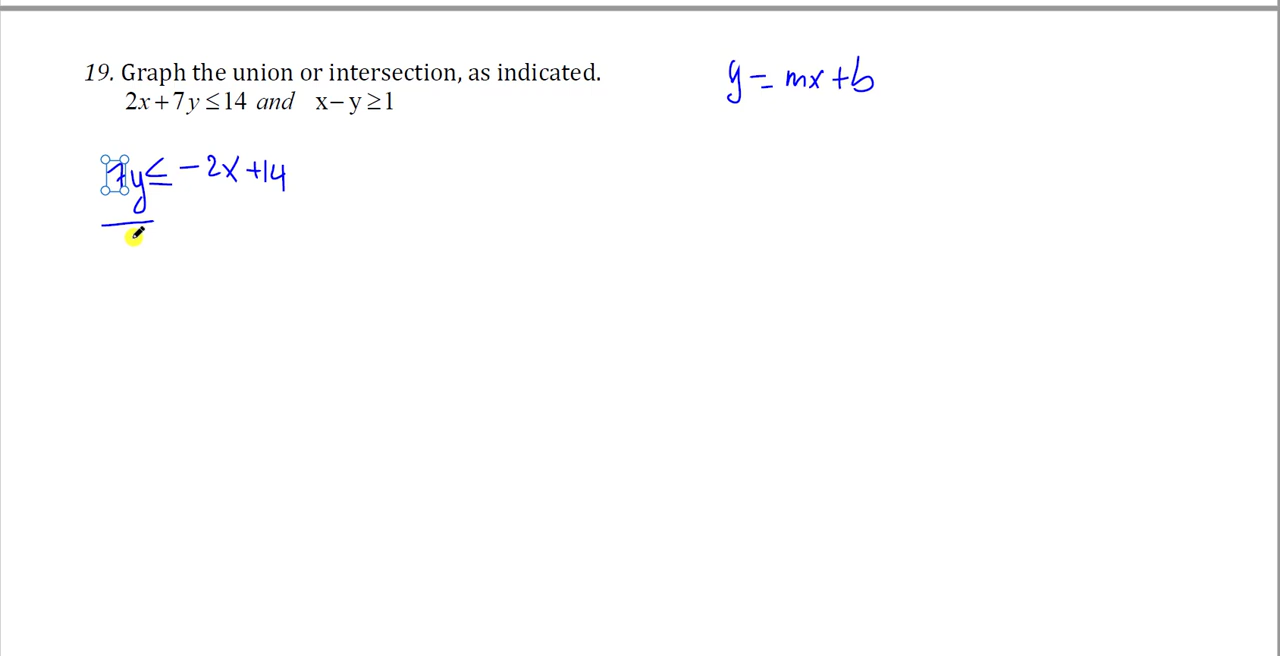 19. Graph the union or intersection, as indicated.
2x+7y≤14 and x−y≥1
y = mx+b
7y ≤ -2x +14